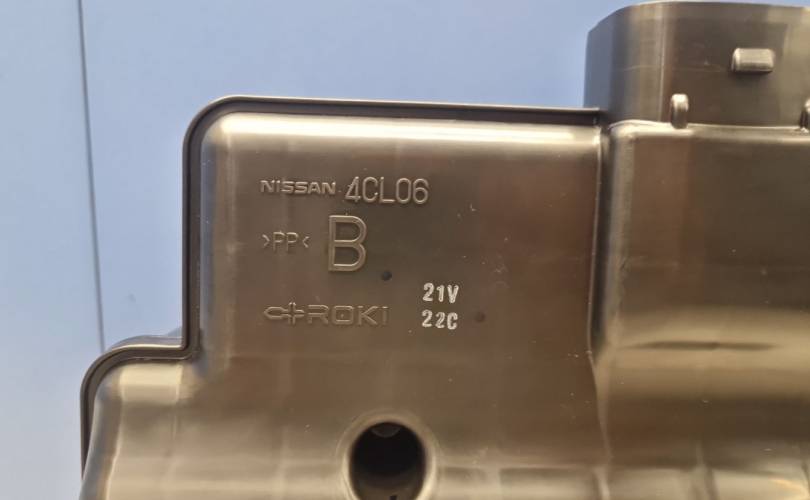 NISSAN 4CL06
>PP< B
ROKI
21V
22C